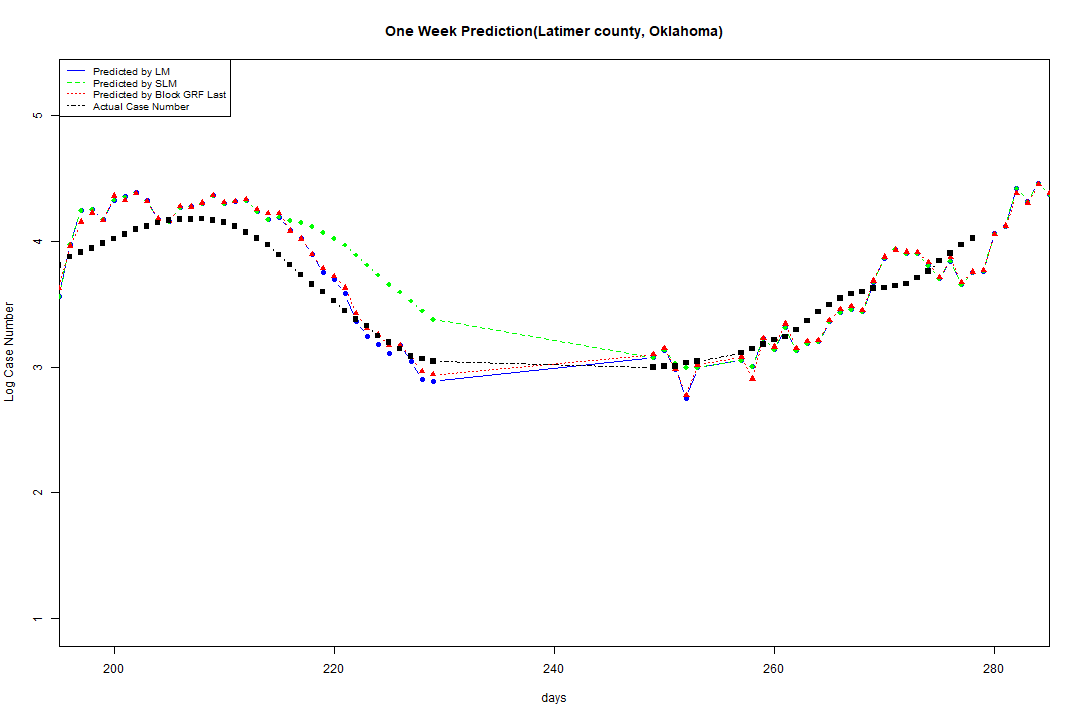 One Week Prediction(Latimer county, Oklahoma)
Predicted by LM
Predicted by SLM
Predicted by Block GRF Last
Actual Case Number
5
4
3
2
1
Log Case Number
200
220
240
260
280
days